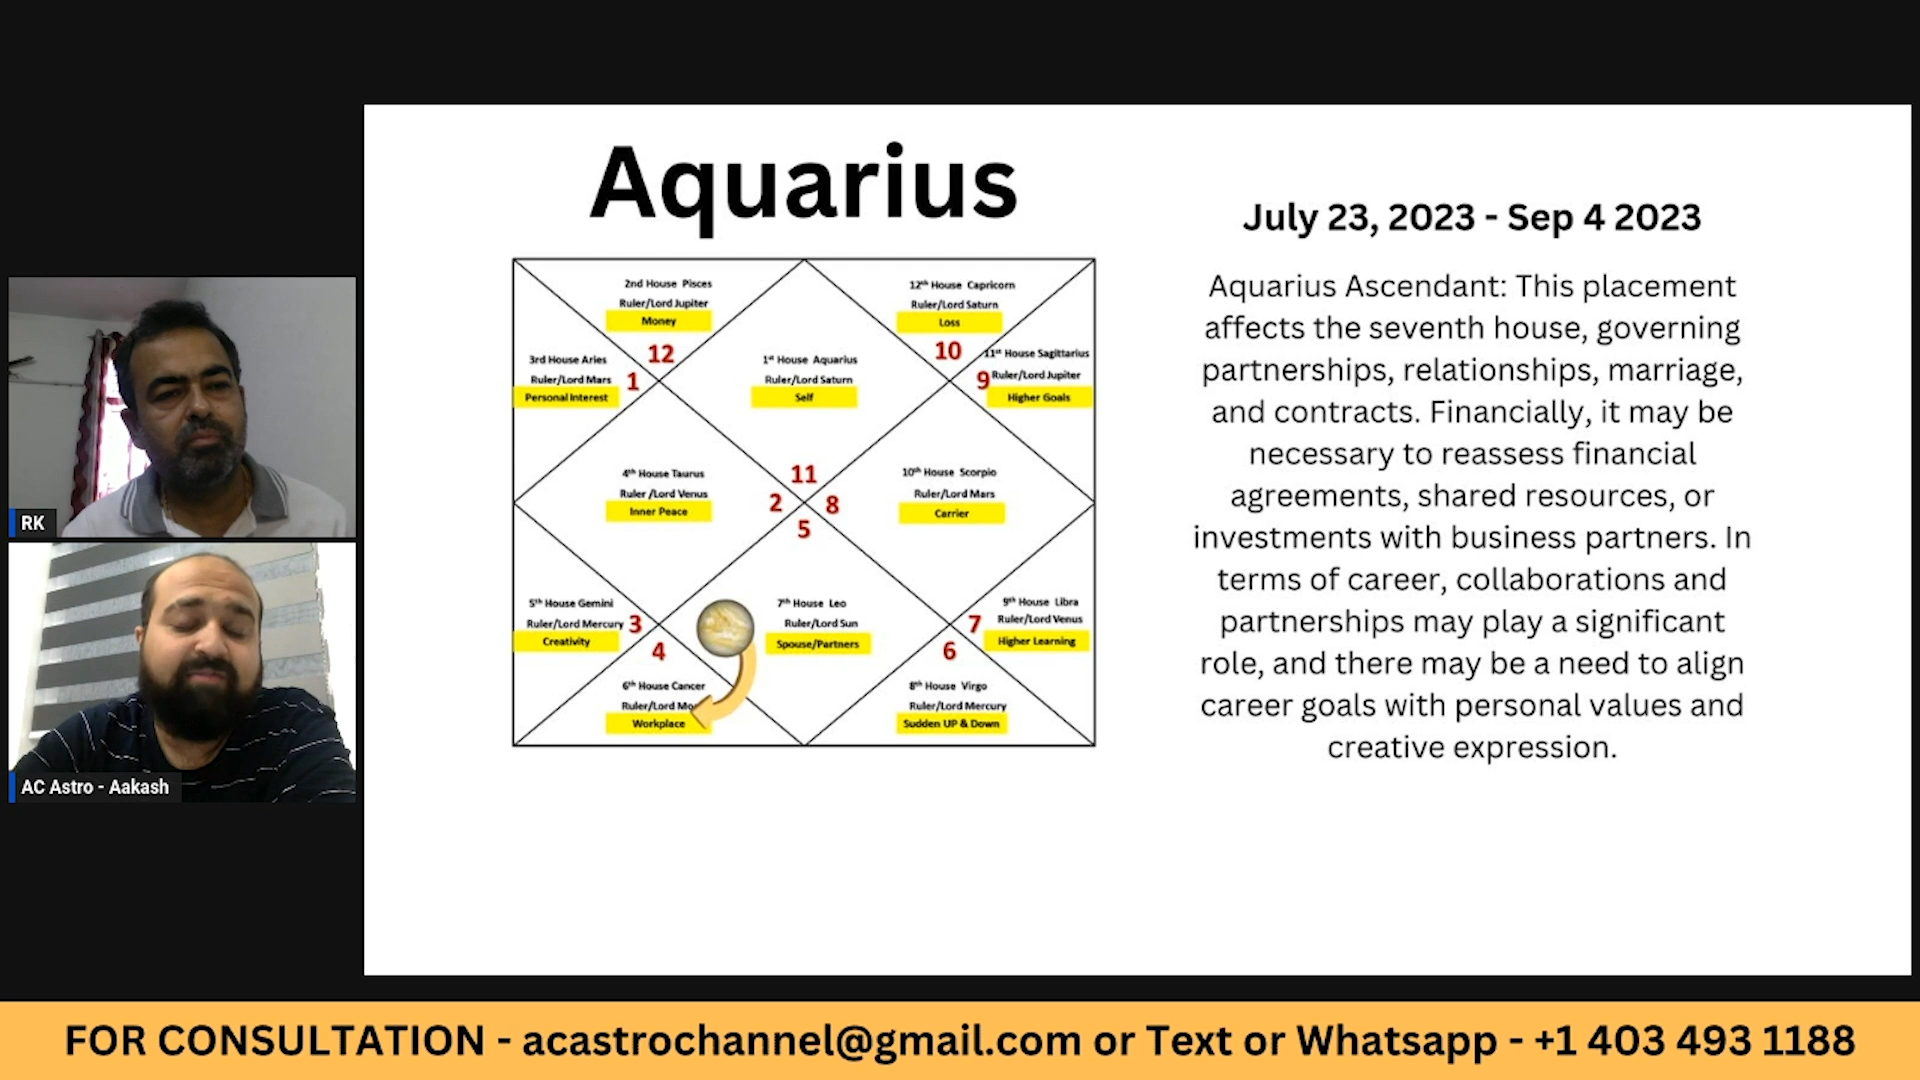 Aquarius
2nd House Pisces
Ruler/Lord Jupiter
Money
12
12th House Capricorn
Ruler/Lord Saturn
Loss
10
3rd House Aries
Ruler/Lord Mars
Personal Interest
1
1st House Aquarius
Ruler/Lord Saturn
Self
11st House Sagittarius
Ruler/Lord Jupiter
Higher Goals
9
4th House Taurus
Ruler /Lord Venus
Inner Peace
11
2
8
5
10th House Scorpio
Ruler/Lord Mars
Carrier
5th House Gemini
Ruler/Lord Mercury
Creativity
3
4
7th House Leo
Ruler/Lord Sun
Spouse/Partners
9th House Libra
Ruler/Lord Venus
Higher Learning
7
6
6th House Cancer
Ruler/Lord
Workplace
8th House Virgo
Ruler/Lord Mercury
Sudden UP & Down
July 23, 2023 - Sep 4 2023
Aquarius Ascendant: This placement
affects the seventh house, governing
partnerships, relationships, marriage,
and contracts. Financially, it may be
necessary to reassess financial
agreements, shared resources, or
investments with business partners. In
terms of career, collaborations and
partnerships may play a significant
role, and there may be a need to align
career goals with personal values and
creative expression.
RK
AC Astro - Aakash
FOR CONSULTATION - acastrochannel@gmail.com or Text or Whatsapp - +1 403 493 1188